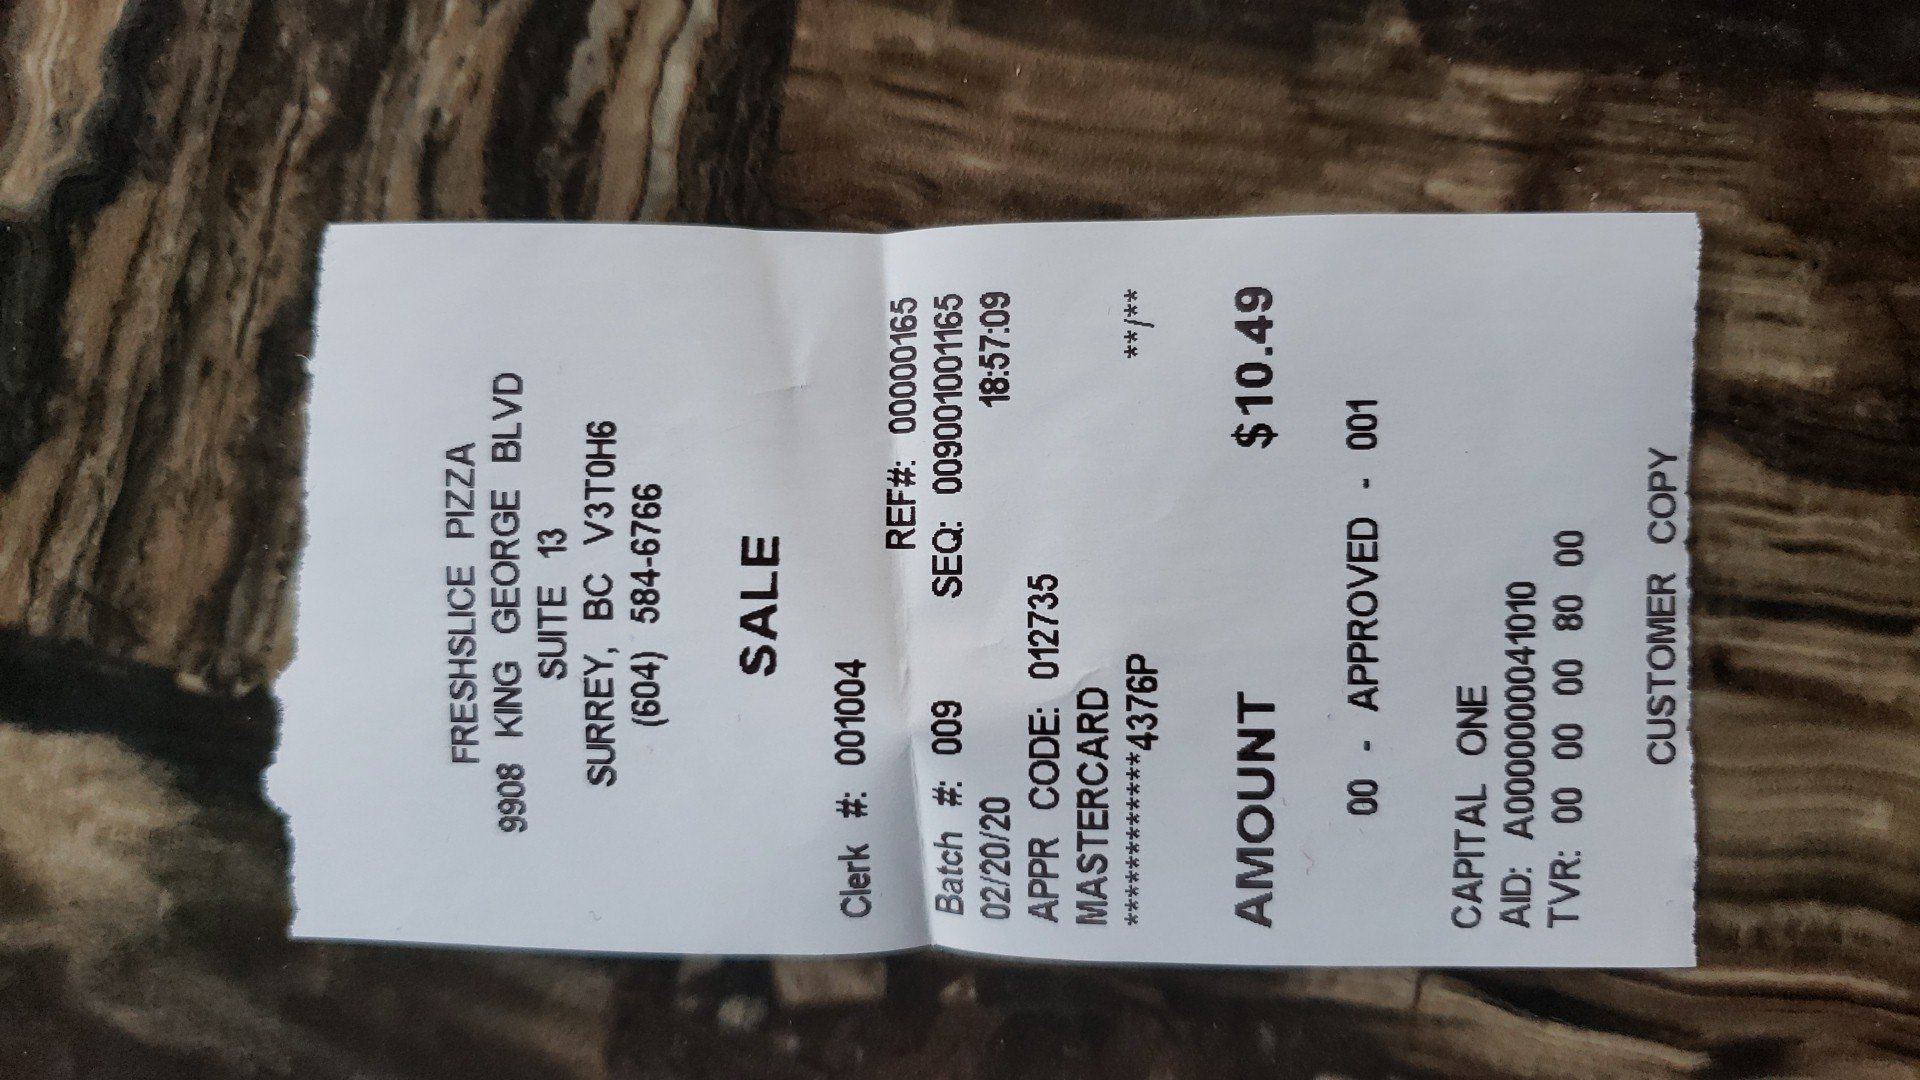 FRESHSLICE PIZZA
9908 KING GEORGE BLVD
SUITE 13
SURREY, BC V3T0H6
(604) 584-6766
SALE
Clerk #: 001004
REF#: 00000165
Batch #: 009 SEQ: 009001001165
02/20/20 18:57:09
APPR CODE: 012735
MASTERCARD
************4376P **/**
AMOUNT $10.49
00 - APPROVED - 001
CAPITAL ONE
AID: A0000000041010
TVR: 00 00 00 80 00
CUSTOMER COPY